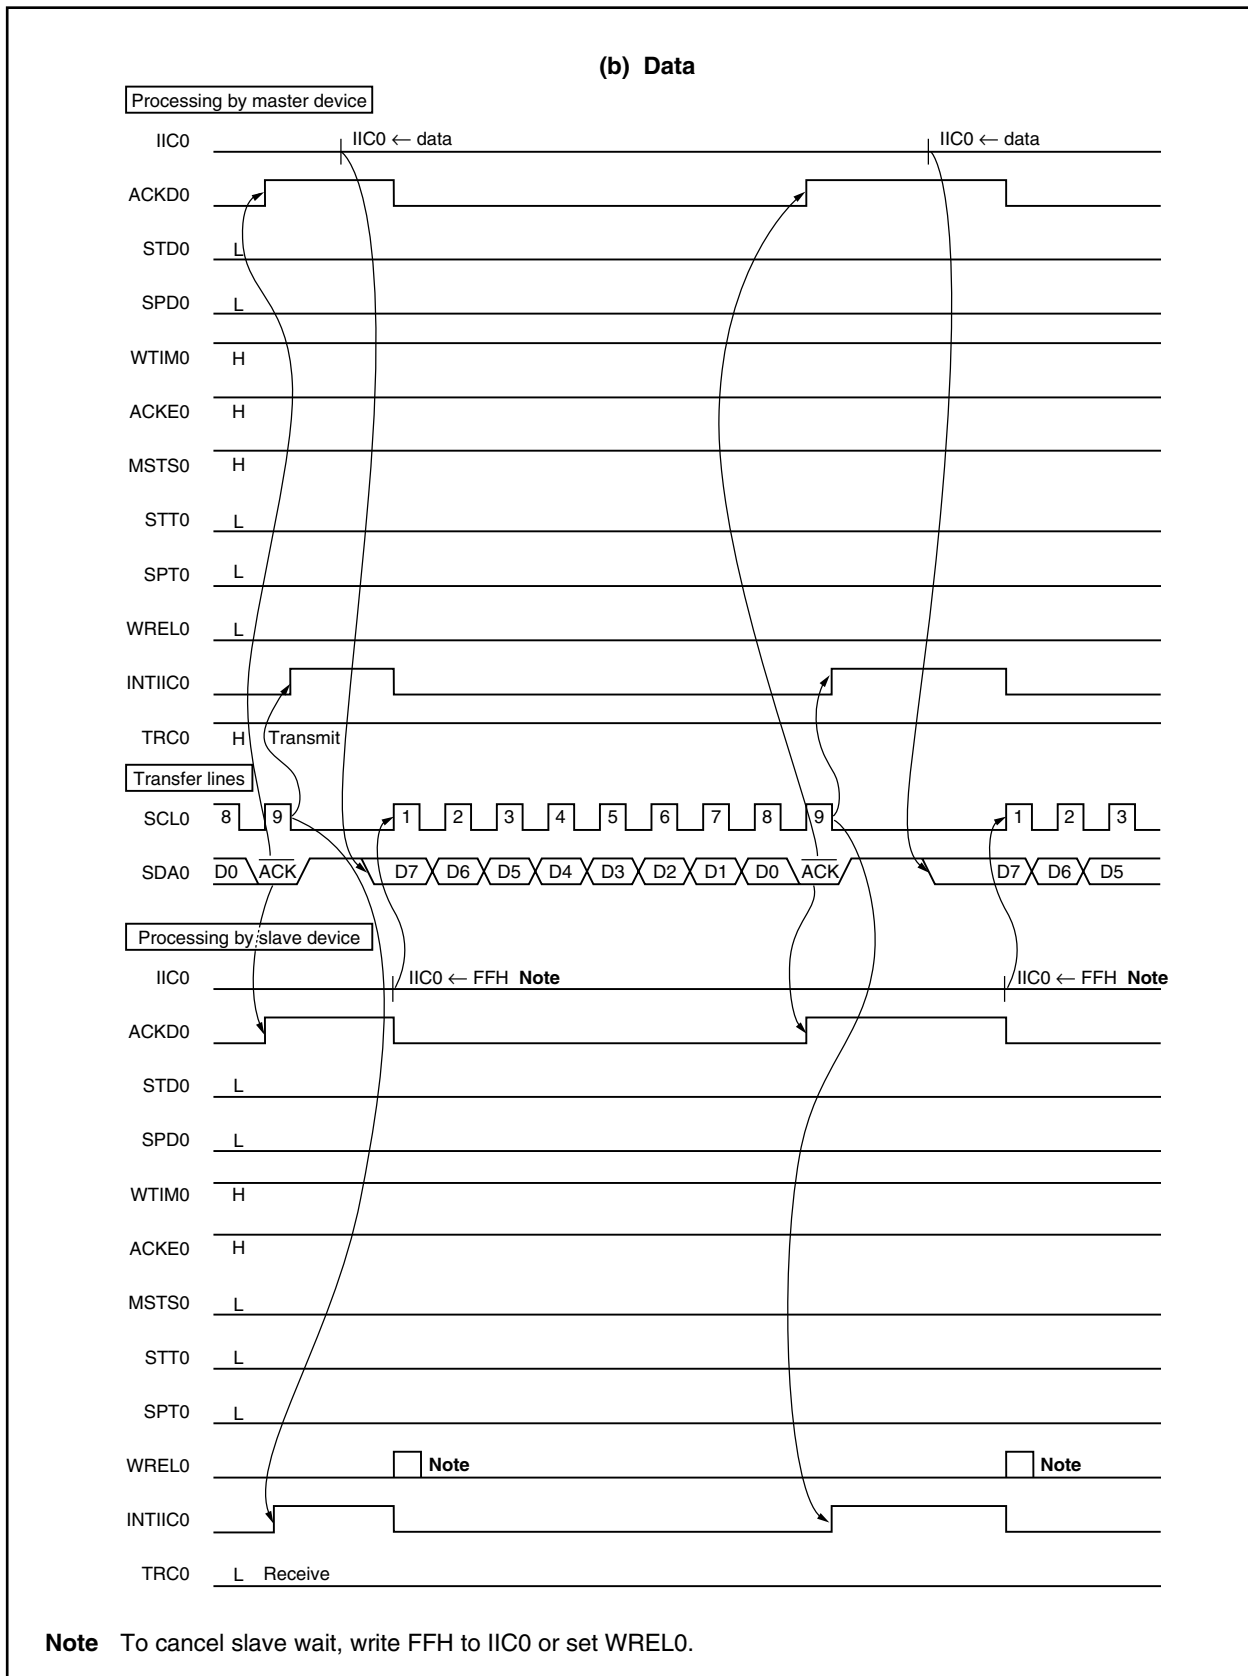 (b) Data
Processing by master device
IIC0 IIC0 ← data IIC0 ← data
ACKD0
STD0 L
SPD0 L
WTIM0 H
ACKE0 H
MSTS0 H
STT0 L
SPT0 L
WREL0 L
INTIIC0
TRC0 H Transmit
Transfer lines
SCL0 8 9 1 2 3 4 5 6 7 8 9 1 2 3
SDA0 D0 ACK D7 D6 D5 D4 D3 D2 D1 D0 ACK D7 D6 D5
Processing by slave device
IIC0 IIC0 ← FFH Note IIC0 ← FFH Note
ACKD0
STD0 L
SPD0 L
WTIM0 H
ACKE0 H
MSTS0 L
STT0 L
SPT0 L
WREL0 Note Note
INTIIC0
TRC0 L Receive
Note To cancel slave wait, write FFH to IIC0 or set WREL0.